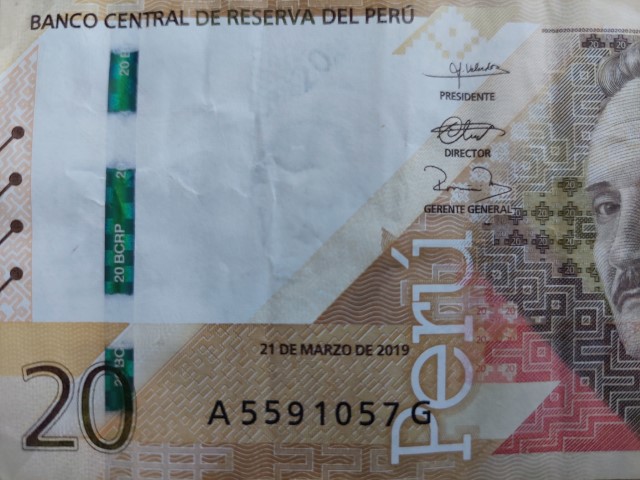 BANCO CENTRAL DE RESERVA DEL PERÚ
20
20 BC
20 BCRP
20
20 B
A5591057G
21 DE MARZO DE 2019
PRESIDENTE
DIRECTOR
GERENTE GENERAL
Perú